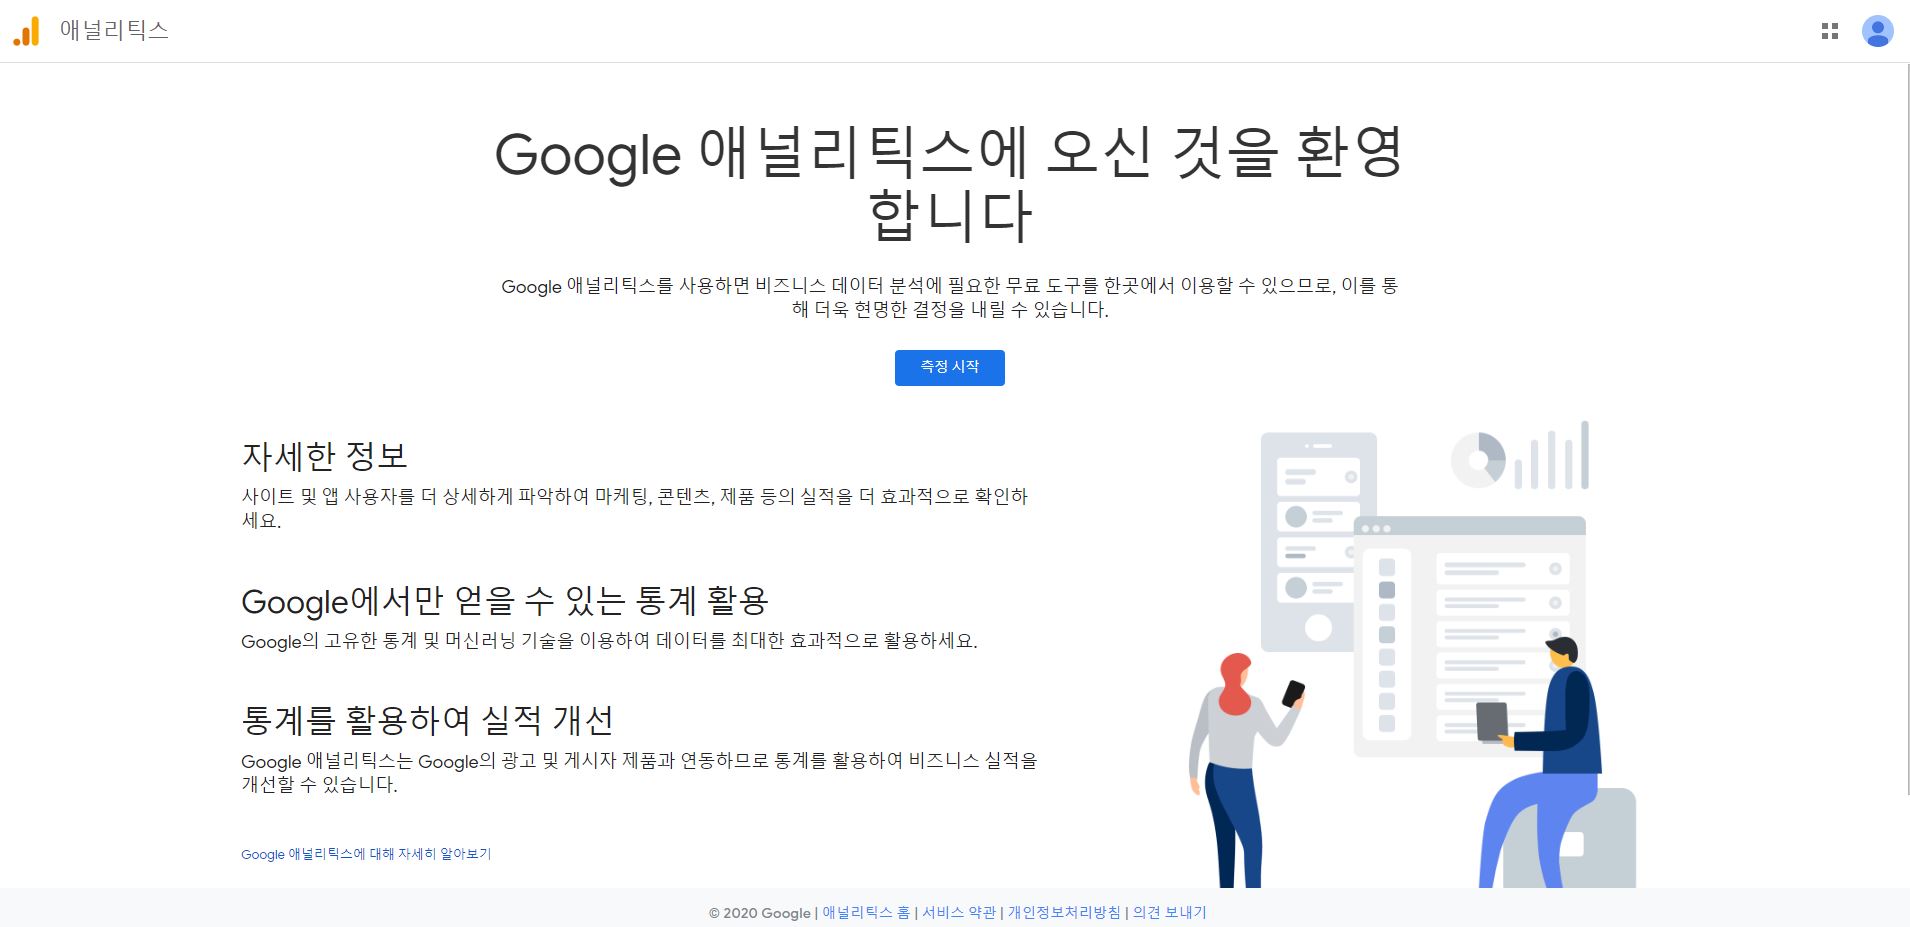 애널리틱스
Google 애널리틱스에 오신 것을 환영
합니다
Google 애널리틱스를 사용하면 비즈니스 데이터 분석에 필요한 무료 도구를 한곳에서 이용할 수 있으므로, 이를 통
해 더욱 현명한 결정을 내릴 수 있습니다.
측정 시작
자세한 정보
사이트 및 앱 사용자를 더 상세하게 파악하여 마케팅, 콘텐츠, 제품 등의 실적을 더 효과적으로 확인하
세요.
Google에서만 얻을 수 있는 통계 활용
Google의 고유한 통계 및 머신러닝 기술을 이용하여 데이터를 최대한 효과적으로 활용하세요.
통계를 활용하여 실적 개선
Google 애널리틱스는 Google의 광고 및 게시자 제품과 연동하므로 통계를 활용하여 비즈니스 실적을
개선할 수 있습니다.
Google 애널리틱스에 대해 자세히 알아보기
© 2020 Google | 애널리틱스 홈 | 서비스 약관 | 개인정보처리방침 | 의견 보내기